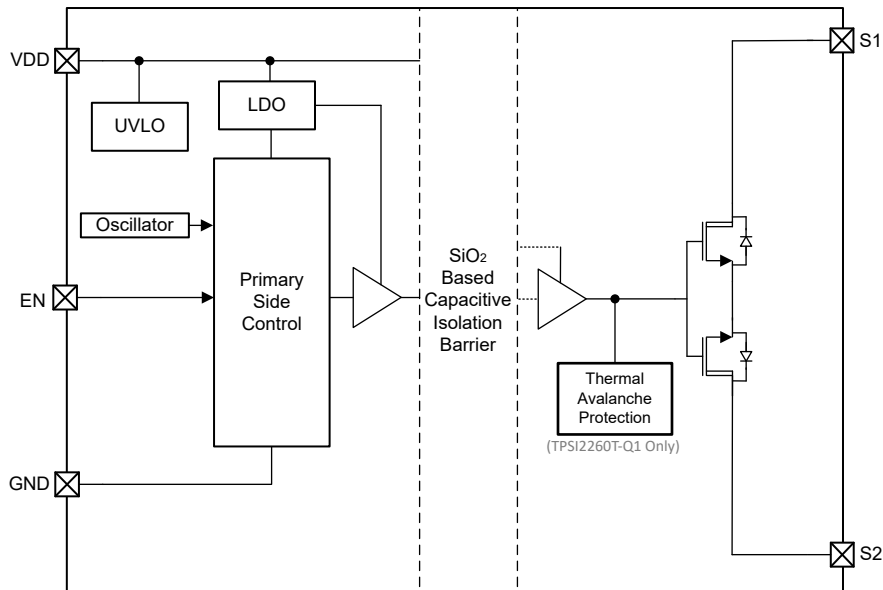 VDD
S1
LDO
UVLO
Oscillator
EN
Primary
Side
Control
SiO₂
Based
Capacitive
Isolation
Barrier
Thermal
Avalanche
Protection
(TPSI2260T-Q1 Only)
GND
S2